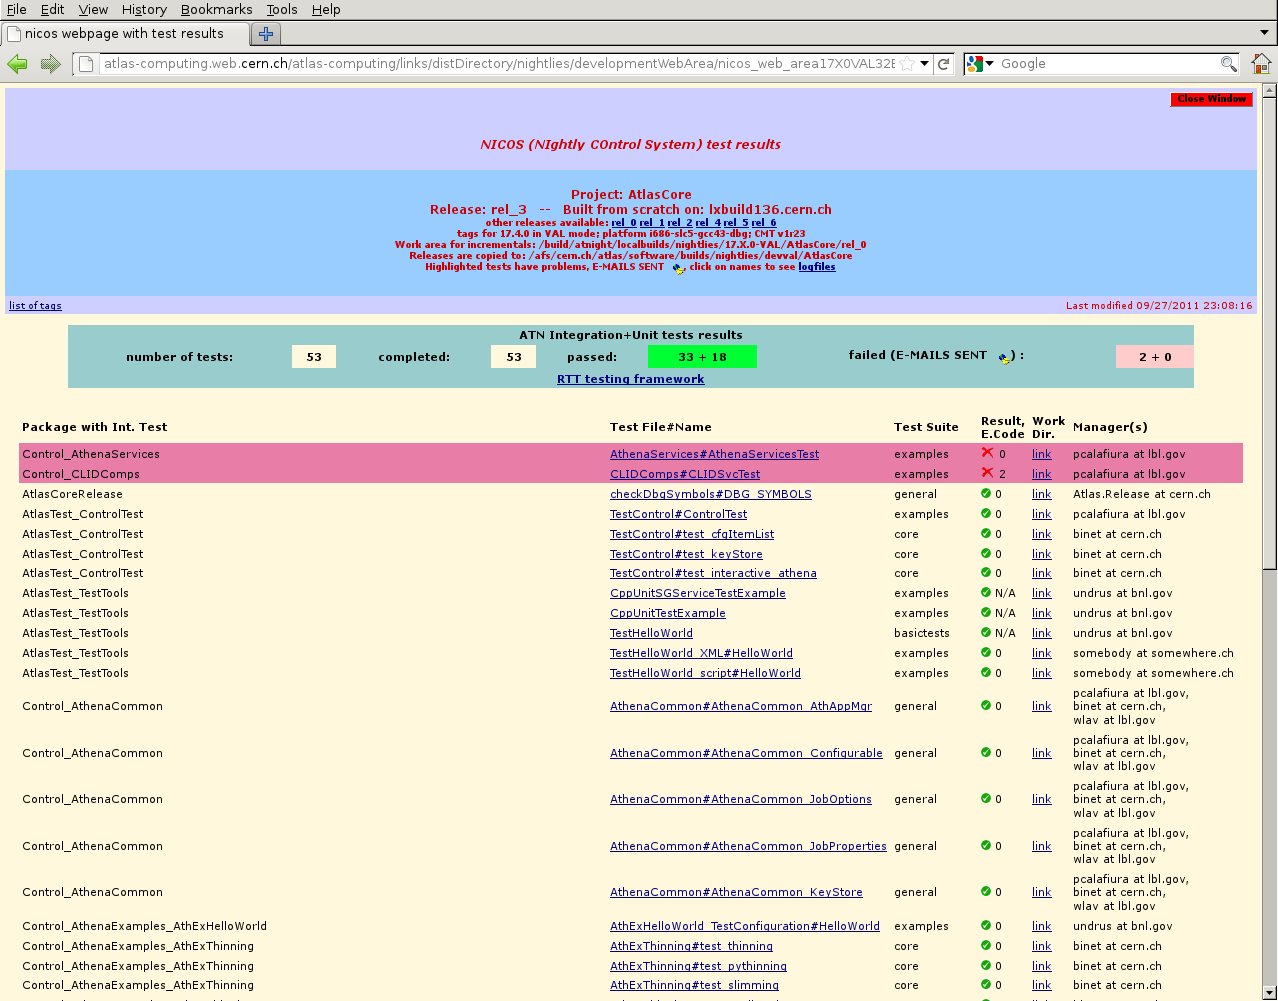 File Edit View History Bookmarks Tools Help
nicos webpage with test results
atlas-computing.web.cern.ch/atlas-computing/links/distDirectory/nightlies/developmentWebArea/nicos_web_area17X0VAL32B
Google
Close Window
NICOS (NIghtly COntrol System) test results
Project: AtlasCore
Release: rel_3 -- Built from scratch on: lxbuild136.cern.ch
other releases available: rel_0 rel_1 rel_2 rel_4 rel_5 rel_6
tags for 17.4.0 in VAL mode; platform i686-slc5-gcc43-dbg; CMT v1r23
Work area for incrementals: /build/atnight/localbuilds/nightlies/17.X.0-VAL/AtlasCore/rel_0
Releases are copied to: /afs/cern.ch/atlas/software/builds/nightlies/devval/AtlasCore
Highlighted tests have problems, E-MAILS SENT , click on names to see logfiles
list of tags Last modified 09/27/2011 23:08:16
ATN Integration+Unit tests results
number of tests: 53 completed: 53 passed: 33 + 18 failed (E-MAILS SENT ) : 2 + 0
RTT testing framework
Package with Int. Test Test File#Name Test Suite Result, E.Code Work Dir. Manager(s)
Control_AthenaServices AthenaServices#AthenaServicesTest examples 0 link pcalafiura at lbl.gov
Control_CLIDComps CLIDComps#CLIDSvcTest examples 2 link pcalafiura at lbl.gov
AtlasCoreRelease checkDbgSymbols#DBG_SYMBOLS general 0 link Atlas.Release at cern.ch
AtlasTest_ControlTest TestControl#ControlTest examples 0 link pcalafiura at lbl.gov
AtlasTest_ControlTest TestControl#test_cfgItemList core 0 link binet at cern.ch
AtlasTest_ControlTest TestControl#test_keyStore core 0 link binet at cern.ch
AtlasTest_ControlTest TestControl#test_interactive_athena core 0 link binet at cern.ch
AtlasTest_TestTools CppUnitSGServiceTestExample examples N/A link undrus at bnl.gov
AtlasTest_TestTools CppUnitTestExample examples N/A link undrus at bnl.gov
AtlasTest_TestTools TestHelloWorld basictests N/A link undrus at bnl.gov
AtlasTest_TestTools TestHelloWorld_XML#HelloWorld examples 0 link somebody at somewhere.ch
AtlasTest_TestTools TestHelloWorld_script#HelloWorld examples 0 link somebody at somewhere.ch
Control_AthenaCommon AthenaCommon#AthenaCommon_AthAppMgr general 0 link pcalafiura at lbl.gov,
binet at cern.ch,
wlav at lbl.gov
Control_AthenaCommon AthenaCommon#AthenaCommon_Configurable general 0 link pcalafiura at lbl.gov,
binet at cern.ch,
wlav at lbl.gov
Control_AthenaCommon AthenaCommon#AthenaCommon_JobOptions general 0 link pcalafiura at lbl.gov,
binet at cern.ch,
wlav at lbl.gov
Control_AthenaCommon AthenaCommon#AthenaCommon_JobProperties general 0 link pcalafiura at lbl.gov,
binet at cern.ch,
wlav at lbl.gov
Control_AthenaCommon AthenaCommon#AthenaCommon_KeyStore general 0 link pcalafiura at lbl.gov,
binet at cern.ch,
wlav at lbl.gov
Control_AthenaExamples_AthExHelloWorld AthExHelloWorld_TestConfiguration#HelloWorld examples 0 link undrus at bnl.gov
Control_AthenaExamples_AthExThinning AthExThinning#test_thinning core 0 link binet at cern.ch
Control_AthenaExamples_AthExThinning AthExThinning#test_pythinning core 0 link binet at cern.ch
Control_AthenaExamples_AthExThinning AthExThinning#test_slimming core 0 link binet at cern.ch